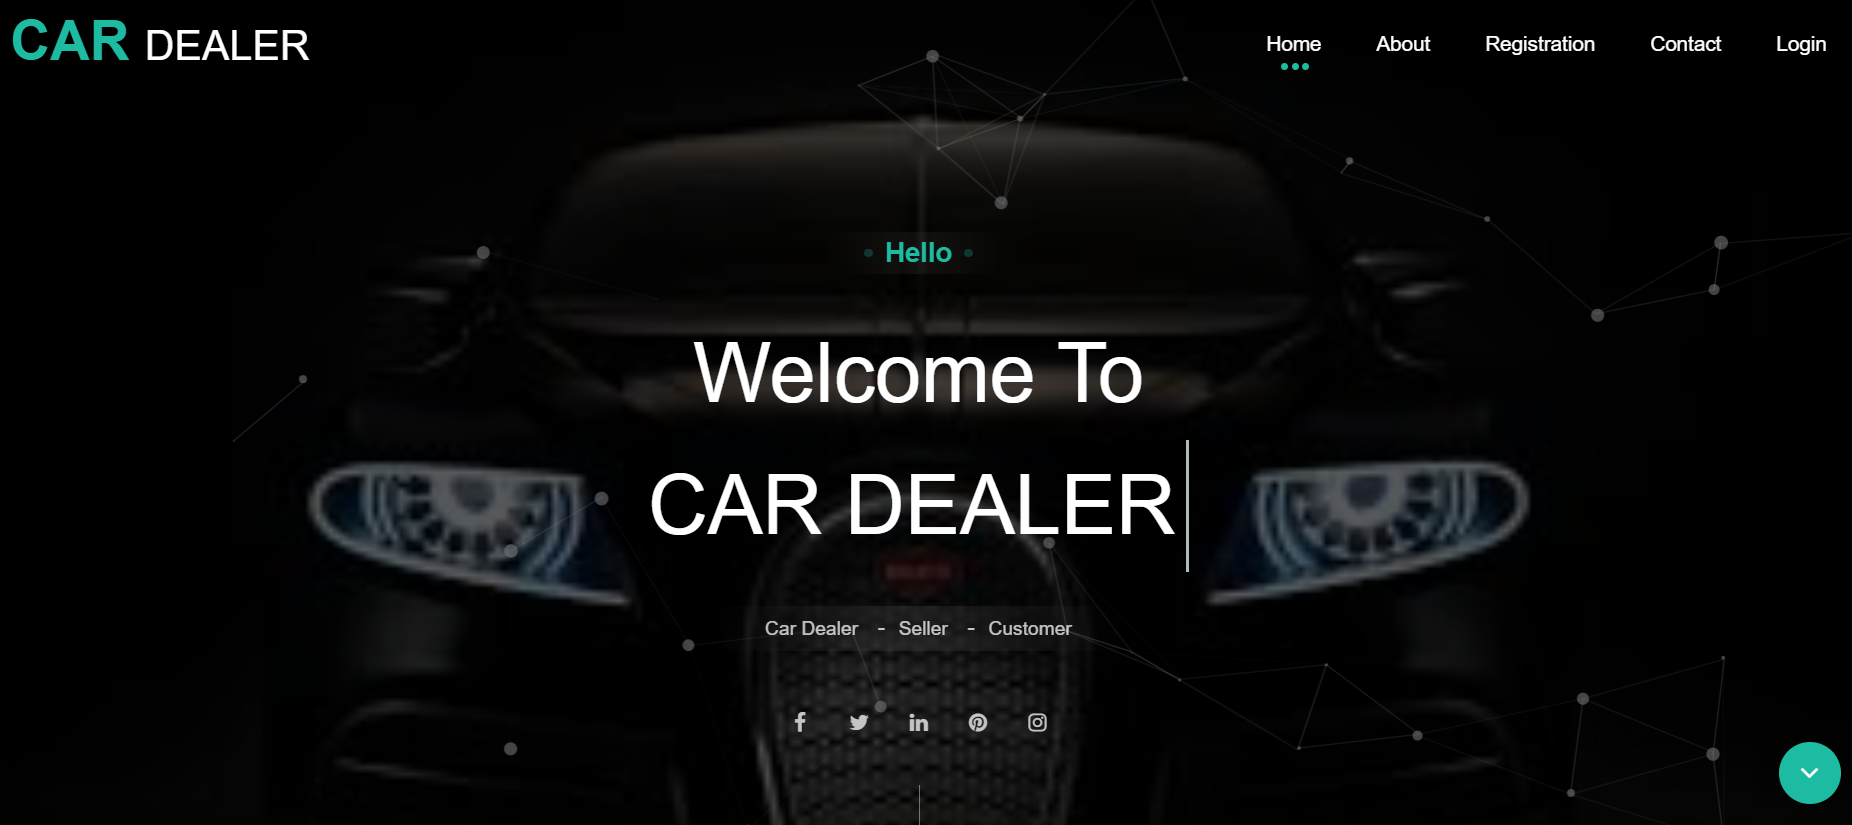 CAR DEALER
Home About Registration Contact Login
Hello
Welcome To
CAR DEALER
Car Dealer - Seller - Customer